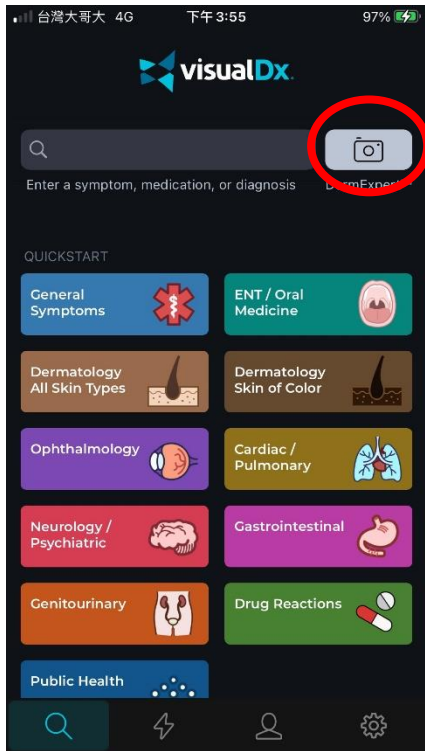 台灣大哥大 4G 下午3:55 97%
visualDx.
Enter a symptom, medication, or diagnosis DermExpert
QUICKSTART
General
Symptoms
ENT / Oral
Medicine
Dermatology
All Skin Types
Dermatology
Skin of Color
Ophthalmology
Cardiac /
Pulmonary
Neurology /
Psychiatric
Gastrointestinal
Genitourinary
Drug Reactions
Public Health